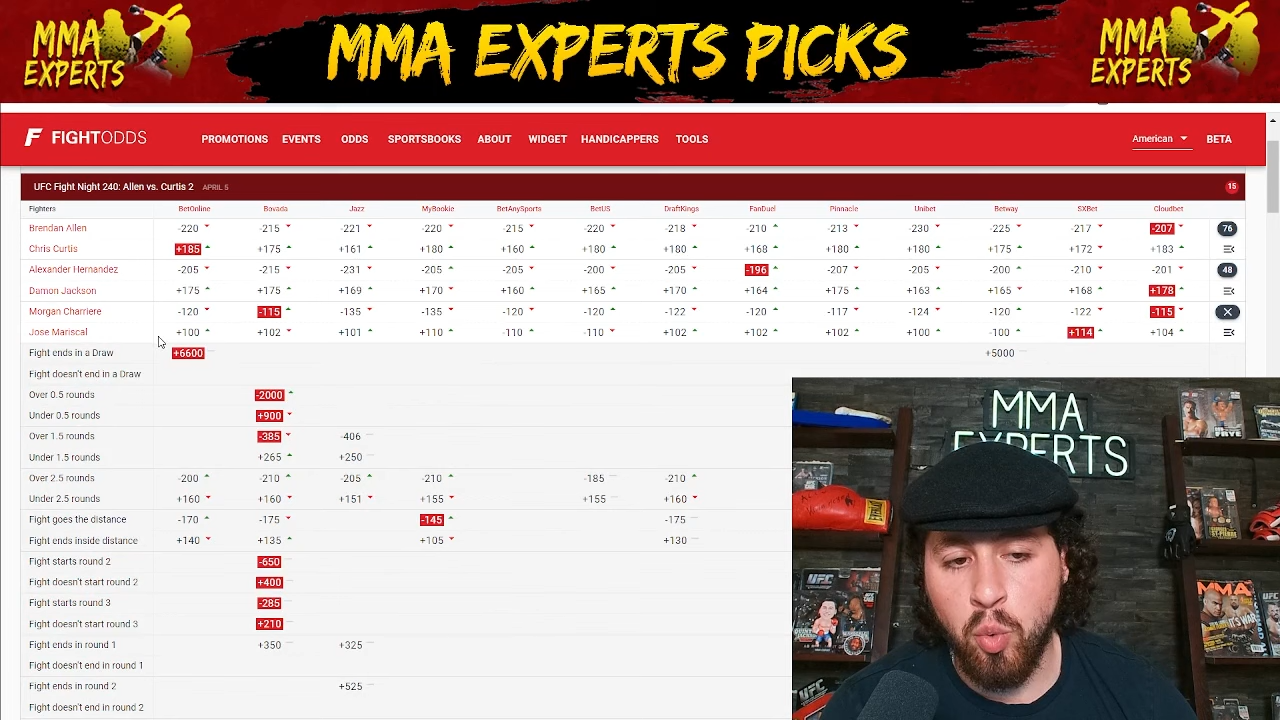 MMA
EXPERTS
MMA EXPERTS PICKS
MMA
EXPERTS
FIGHTODDS
PROMOTIONS EVENTS ODDS SPORTSBOOKS ABOUT WIDGET HANDICAPPERS TOOLS
American
BETA
UFC Fight Night 240: Allen vs. Curtis 2 APRIL 5
15
Fighters BetOnline Bovada Jazz MyBookie BetAnySports BetUS DraftKings FanDuel Pinnacle Unibet Betway SXBet Cloudbet
Brendan Allen -220 -215 -221 -220 -215 -220 -218 -210 -213 -230 -225 -217 -207 76
Chris Curtis +185 +175 +161 +180 +160 +180 +180 +168 +180 +180 +175 +172 +183
Alexander Hernandez -205 -215 -231 -205 -202 -200 -205 -196 -207 -205 -200 -210 -201 48
Damon Jackson +175 +175 +169 +170 +160 +165 +170 +164 +175 +163 +165 +168 +178
Morgan Charriere -120 -115 -135 -135 -120 -120 -122 -120 -117 -124 -120 -122 -115
Jose Mariscal +100 +102 +101 +110 -110 -110 +102 +102 +102 +100 -100 +114 +104
Fight ends in a Draw +6600 +5000
Fight doesn't end in a Draw
Over 0.5 rounds -2000
Under 0.5 rounds +900
Over 1.5 rounds -385 -406
Under 1.5 rounds +265 +250
Over 2.5 rounds -200 -210 -205 -210 -185 -210
Under 2.5 rounds +160 +160 +151 +155 +155 +160
Fight goes the distance -170 -175 -145 -175
Fight ends inside distance +140 +135 +105 +130
Fight starts round 2 -650
Fight doesn't start round 2 +400
Fight starts round 3 -285
Fight doesn't start round 3 +210
Fight ends in round 1 +350 +325
Fight doesn't end in round 1
Fight ends in round 2 +525
Fight doesn't end in round 2
MMA
EXPERTS
UFC
MMA
UFC